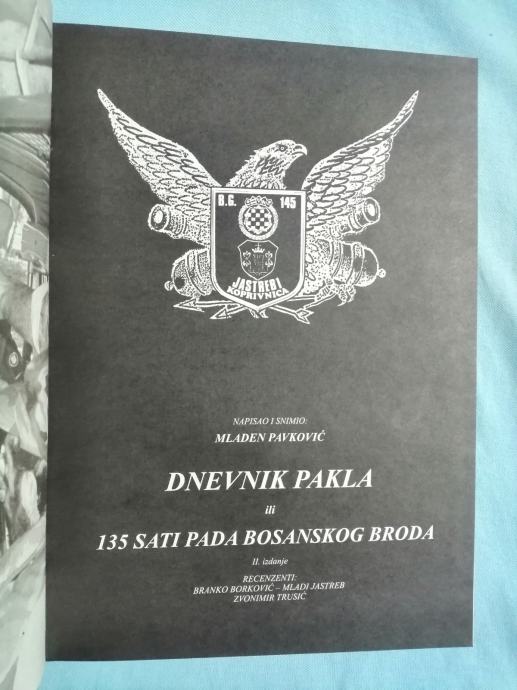 B.G. 145
JASTREBI
KOPRIVNICA
NAPISAO I SNIMIO:
MLADEN PAVKOVIĆ
DNEVNIK PAKLA
ili
135 SATI PADA BOSANSKOG BRODA
II. izdanje
RECENZENTI:
BRANKO BORKOVIĆ – MLADI JASTREB
ZVONIMIR TRUSIĆ